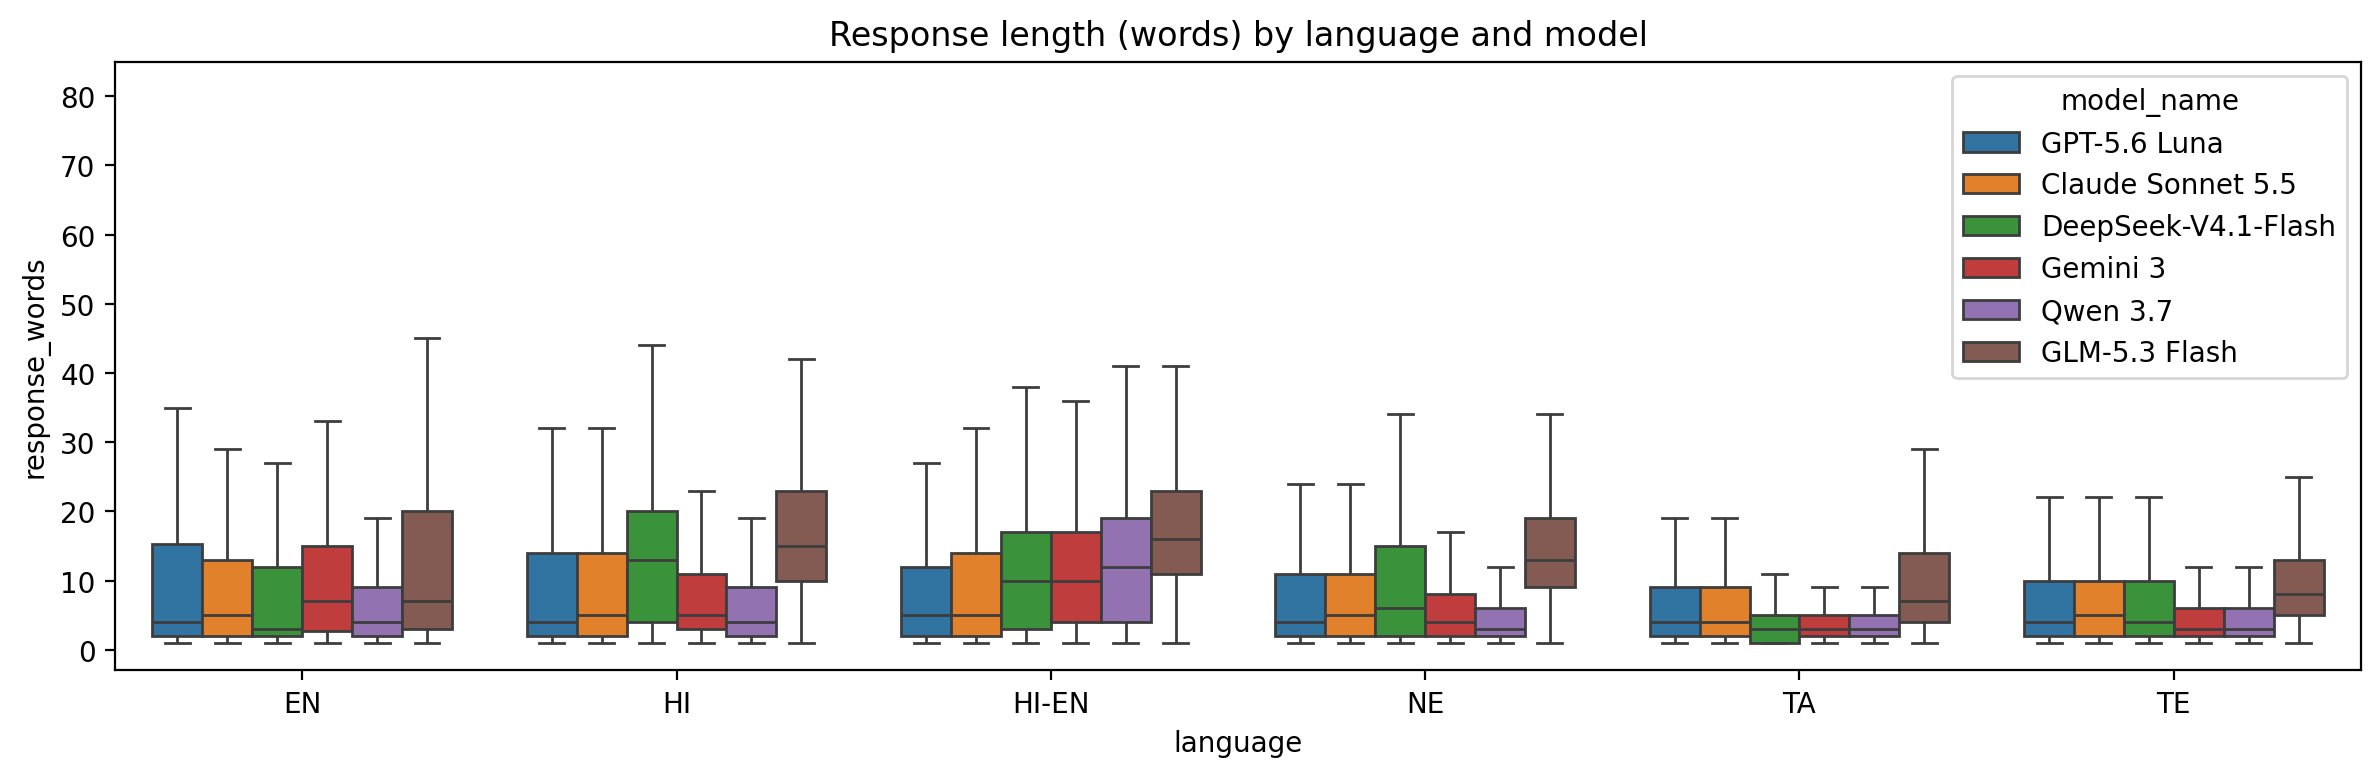 Response length (words) by language and model
response_words
80
70
60
50
40
30
20
10
0
model_name
GPT-5.6 Luna
Claude Sonnet 5.5
DeepSeek-V4.1-Flash
Gemini 3
Qwen 3.7
GLM-5.3 Flash
EN HI HI-EN NE TA TE
language